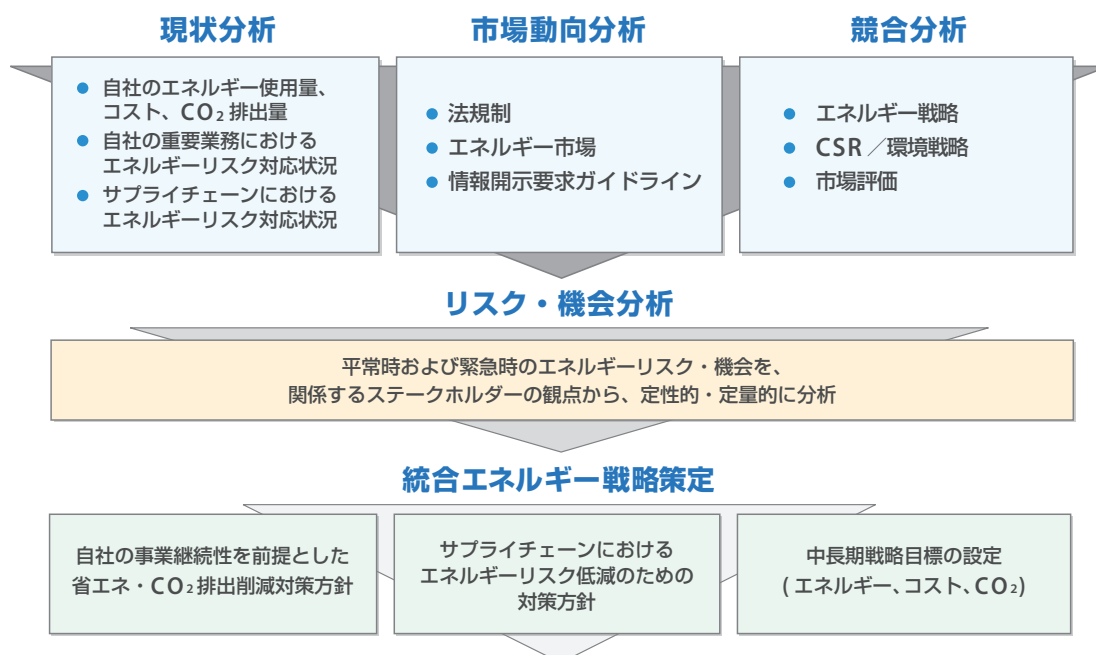 現状分析
市場動向分析
競合分析
● 自社のエネルギー使用量、
コスト、CO₂排出量
● 自社の重要業務における
エネルギーリスク対応状況
● サプライチェーンにおける
エネルギーリスク対応状況
● 法規制
● エネルギー市場
● 情報開示要求ガイドライン
● エネルギー戦略
● CSR／環境戦略
● 市場評価
リスク・機会分析
平常時および緊急時のエネルギーリスク・機会を、
関係するステークホルダーの観点から、定性的・定量的に分析
統合エネルギー戦略策定
自社の事業継続性を前提とした
省エネ・CO₂排出削減対策方針
サプライチェーンにおける
エネルギーリスク低減のための
対策方針
中長期戦略目標の設定
(エネルギー、コスト、CO₂)